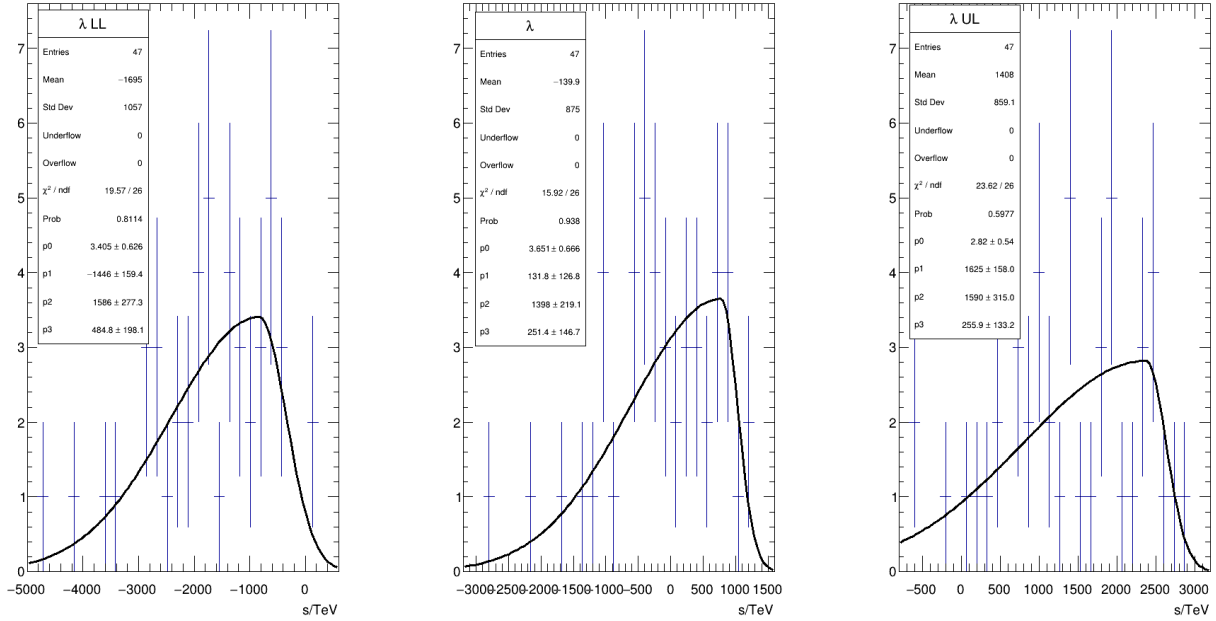 λ LL
Entries 47
Mean −1695
Std Dev 1057
Underflow 0
Overflow 0
χ² / ndf 19.57 / 26
Prob 0.8114
p0 3.405 ± 0.626
p1 −1446 ± 159.4
p2 1586 ± 277.3
p3 484.8 ± 198.1
7
6
5
4
3
2
1
0
−5000 −4000 −3000 −2000 −1000 0
s/TeV
λ
Entries 47
Mean −139.9
Std Dev 875
Underflow 0
Overflow 0
χ² / ndf 15.92 / 26
Prob 0.938
p0 3.651 ± 0.666
p1 131.8 ± 126.8
p2 1398 ± 219.1
p3 251.4 ± 146.7
7
6
5
4
3
2
1
0
−3000 −2500 −2000 −1500 −1000 −500 0 500 1000 1500
s/TeV
λ UL
Entries 47
Mean 1408
Std Dev 859.1
Underflow 0
Overflow 0
χ² / ndf 23.62 / 26
Prob 0.5977
p0 2.82 ± 0.54
p1 1625 ± 158.0
p2 1590 ± 315.0
p3 255.9 ± 133.2
7
6
5
4
3
2
1
0
−500 0 500 1000 1500 2000 2500 3000
s/TeV